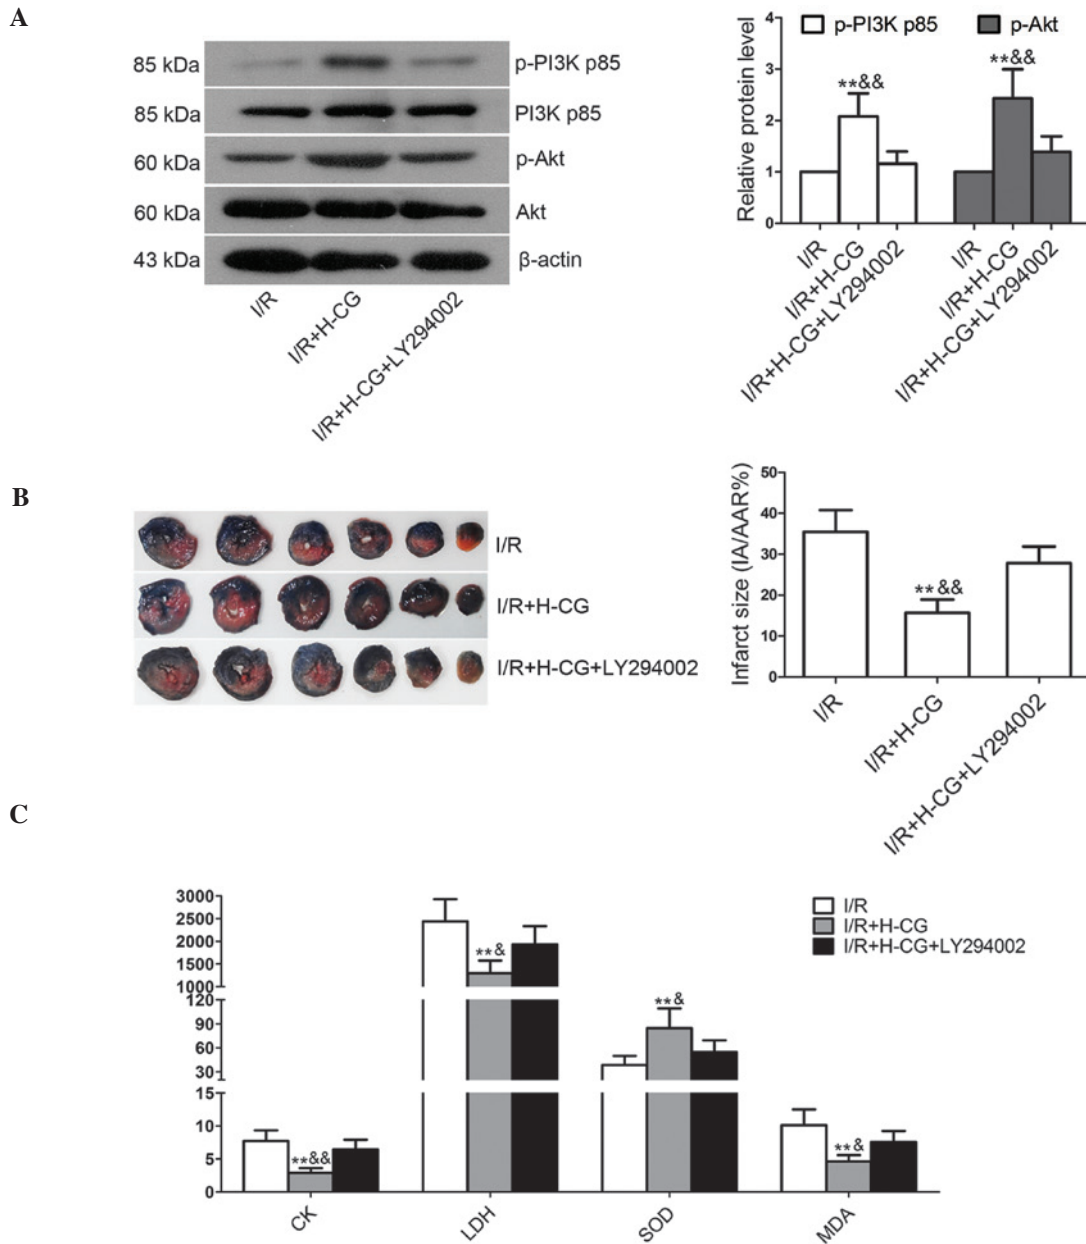 A
85 kDa
p-PI3K p85
85 kDa
PI3K p85
60 kDa
p-Akt
60 kDa
Akt
43 kDa
β-actin
I/R
I/R+H-CG
I/R+H-CG+LY294002
p-PI3K p85
p-Akt
Relative protein level
4
3
2
1
0
**&&
**&&
I/R
I/R+H-CG
I/R+H-CG+LY294002
I/R
I/R+H-CG
I/R+H-CG+LY294002
B
I/R
I/R+H-CG
I/R+H-CG+LY294002
Infarct size (IA/AAR%)
50
40
30
20
10
0
**&&
I/R
I/R+H-CG
I/R+H-CG+LY294002
C
3000
2500
2000
1500
1000
120
90
60
30
15
10
5
0
**&&
**&
**&
**&
CK
LDH
SOD
MDA
I/R
I/R+H-CG
I/R+H-CG+LY294002